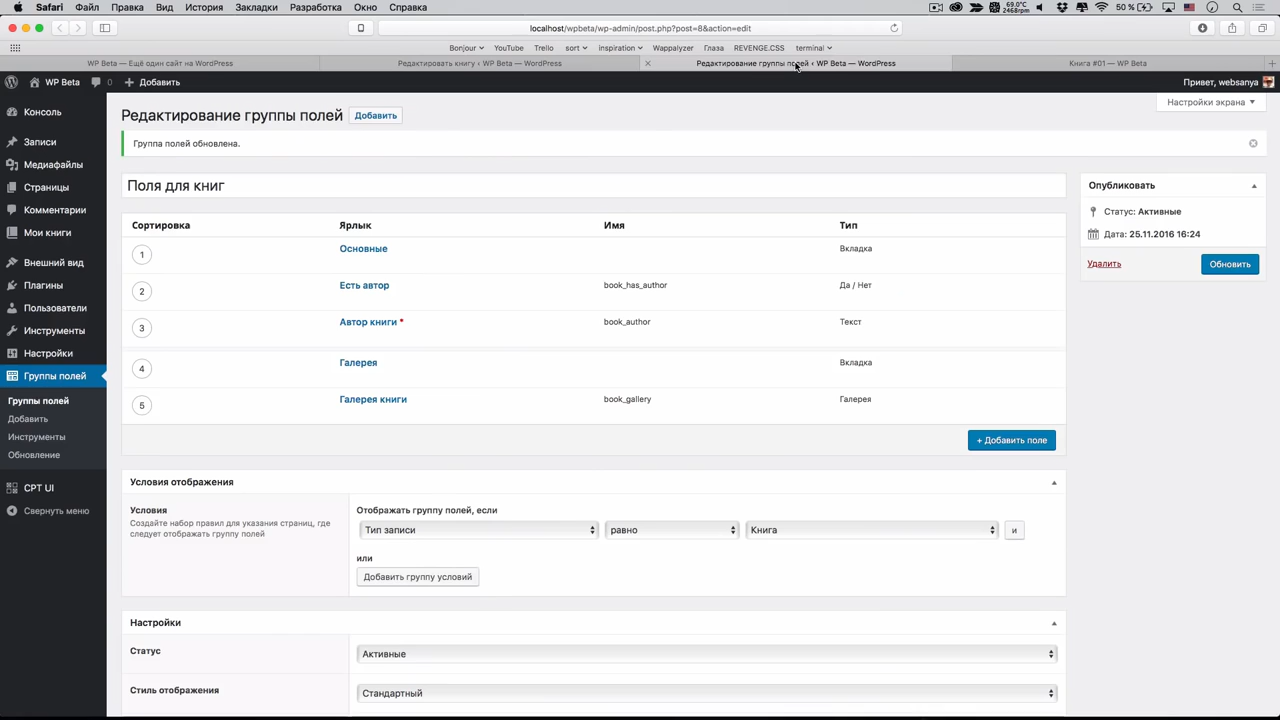 Safari Файл Правка Вид История Закладки Разработка Окно Справка
69.0°C 2468rpm 50 %
localhost/wpbeta/wp-admin/post.php?post=8&action=edit
Bonjour YouTube Trello sort inspiration Wappalyzer Глаза REVENGE.CSS terminal
WP Beta — Ещё один сайт на WordPress
Редактировать книгу ‹ WP Beta — WordPress
Редактирование группы полей ‹ WP Beta — WordPress
Книга #01 — WP Beta
WP Beta 0 Добавить
Привет, websanya
Консоль
Записи
Медиафайлы
Страницы
Комментарии
Мои книги
Внешний вид
Плагины
Пользователи
Инструменты
Настройки
Группы полей
Группы полей
Добавить
Инструменты
Обновление
CPT UI
Свернуть меню
Настройки экрана
Редактирование группы полей Добавить
Группа полей обновлена.
Поля для книг
Сортировка Ярлык Имя Тип
1 Основные Вкладка
2 Есть автор book_has_author Да / Нет
3 Автор книги * book_author Текст
4 Галерея Вкладка
5 Галерея книги book_gallery Галерея
+ Добавить поле
Условия отображения
Условия
Создайте набор правил для указания страниц, где
следует отображать группу полей
Отображать группу полей, если
Тип записи равно Книга и
или
Добавить группу условий
Настройки
Статус Активные
Стиль отображения Стандартный
Опубликовать
Статус: Активные
Дата: 25.11.2016 16:24
Удалить Обновить